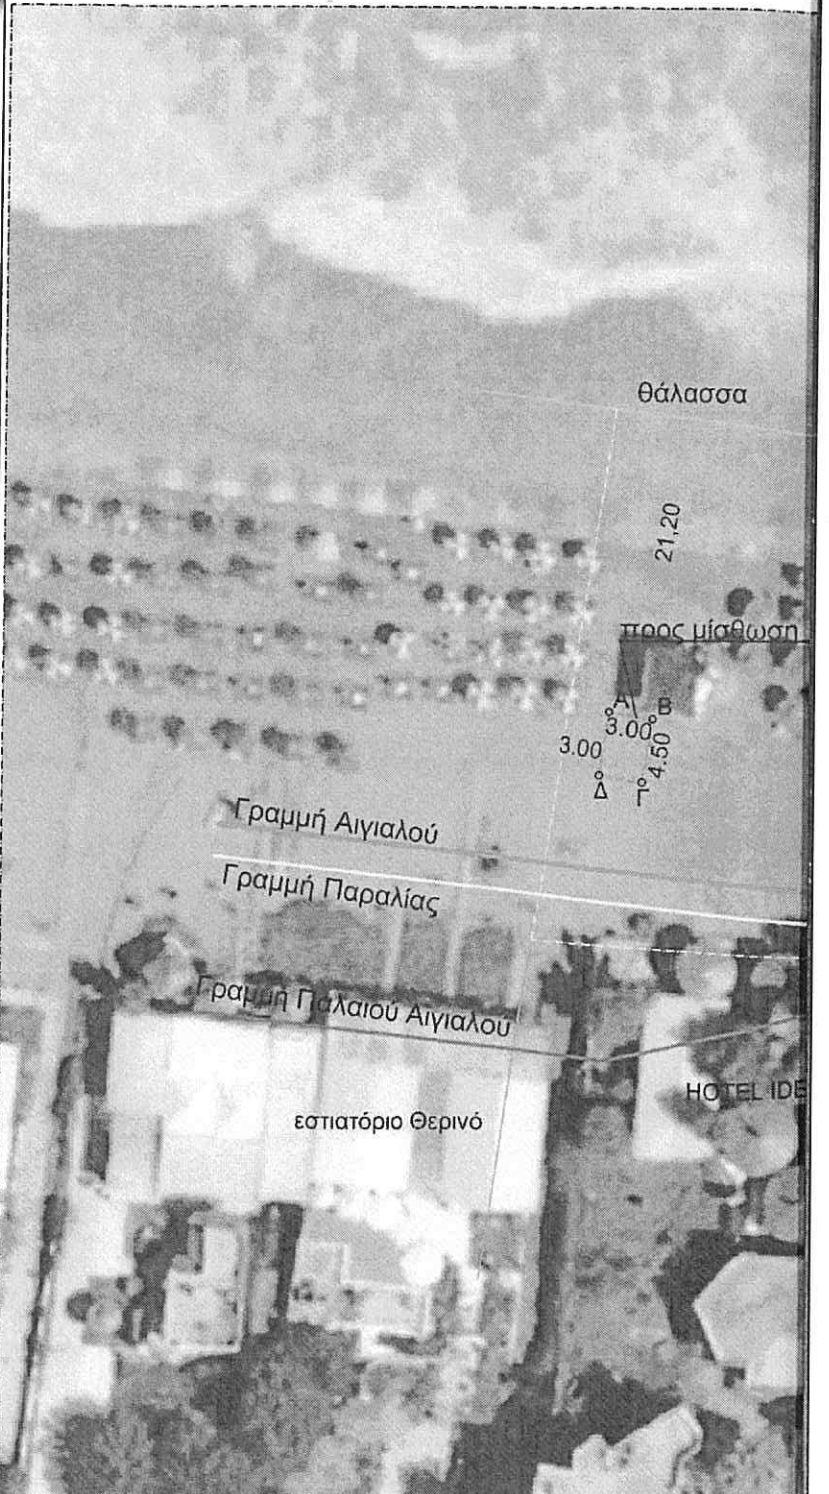 θάλασσα
21,20
προς μίσθωση
Α
Β
3.00
3.00
4.50
Δ
Γ
Γραμμή Αιγιαλού
Γραμμή Παραλίας
Γραμμή Παλαιού Αιγιαλού
HOTEL IDE
εστιατόριο Θερινό